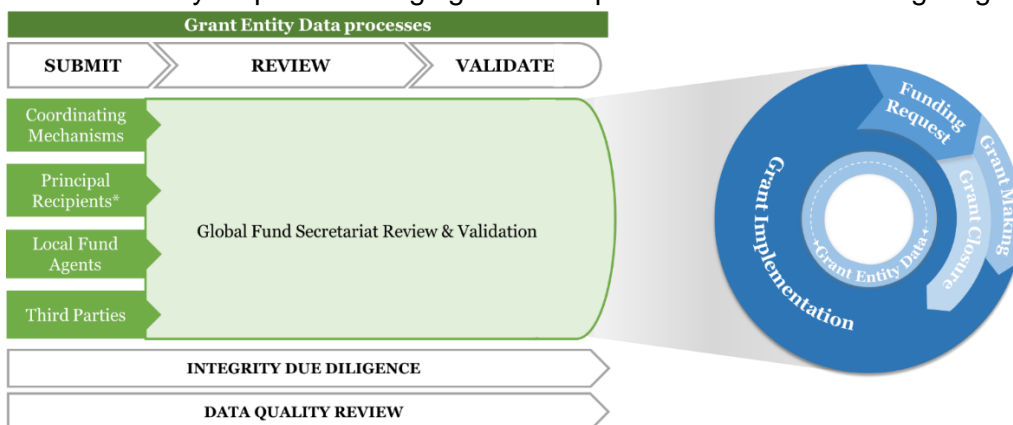 Grant Entity Data processes
SUBMIT
REVIEW
VALIDATE
Coordinating
Mechanisms
Principal
Recipients*
Local Fund
Agents
Third Parties
Global Fund Secretariat Review & Validation
INTEGRITY DUE DILIGENCE
DATA QUALITY REVIEW
Funding
Request
Grant Making
Grant Closure
Grant Implementation
Grant Entity Data